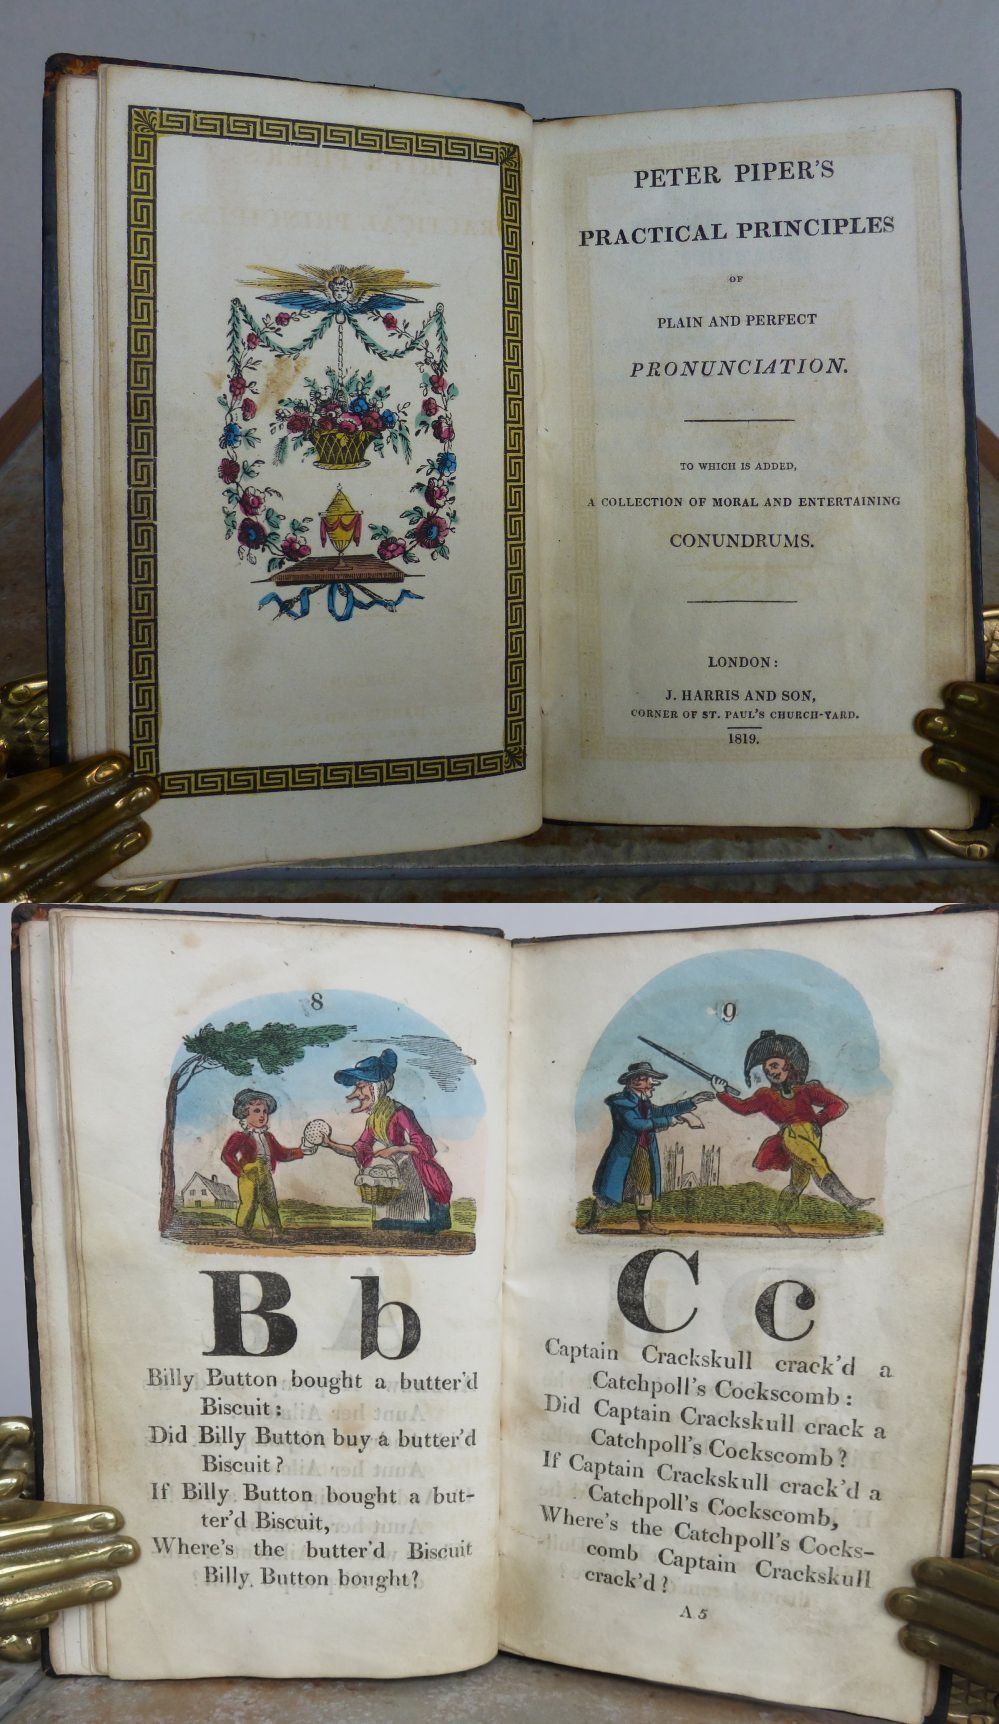 PETER PIPER'S
PRACTICAL PRINCIPLES
OF
PLAIN AND PERFECT
PRONUNCIATION.
TO WHICH IS ADDED,
A COLLECTION OF MORAL AND ENTERTAINING
CONUNDRUMS.
LONDON:
J. HARRIS AND SON,
CORNER OF ST. PAUL'S CHURCH-YARD.
1819.
8
B b
Billy Button bought a butter'd
Biscuit:
Did Billy Button buy a butter'd
Biscuit?
If Billy Button bought a but-
ter'd Biscuit,
Where's the butter'd Biscuit
Billy Button bought?
9
C c
Captain Crackskull crack'd a
Catchpoll's Cockscomb:
Did Captain Crackskull crack a
Catchpoll's Cockscomb?
If Captain Crackskull crack'd a
Catchpoll's Cockscomb,
Where's the Catchpoll's Cocks-
comb Captain Crackskull
crack'd?
A 5